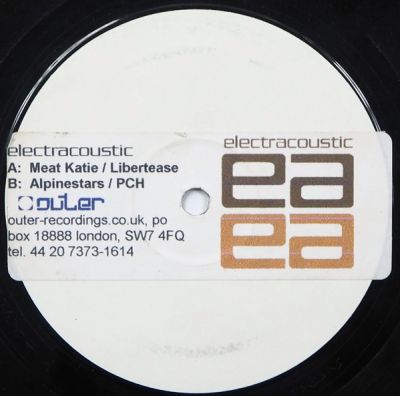 electracoustic
A: Meat Katie / Libertease
B: Alpinestars / PCH
outer
outer-recordings.co.uk, po
box 18888 london, SW7 4FQ
tel. 44 20 7373-1614
electracoustic
ea
ea